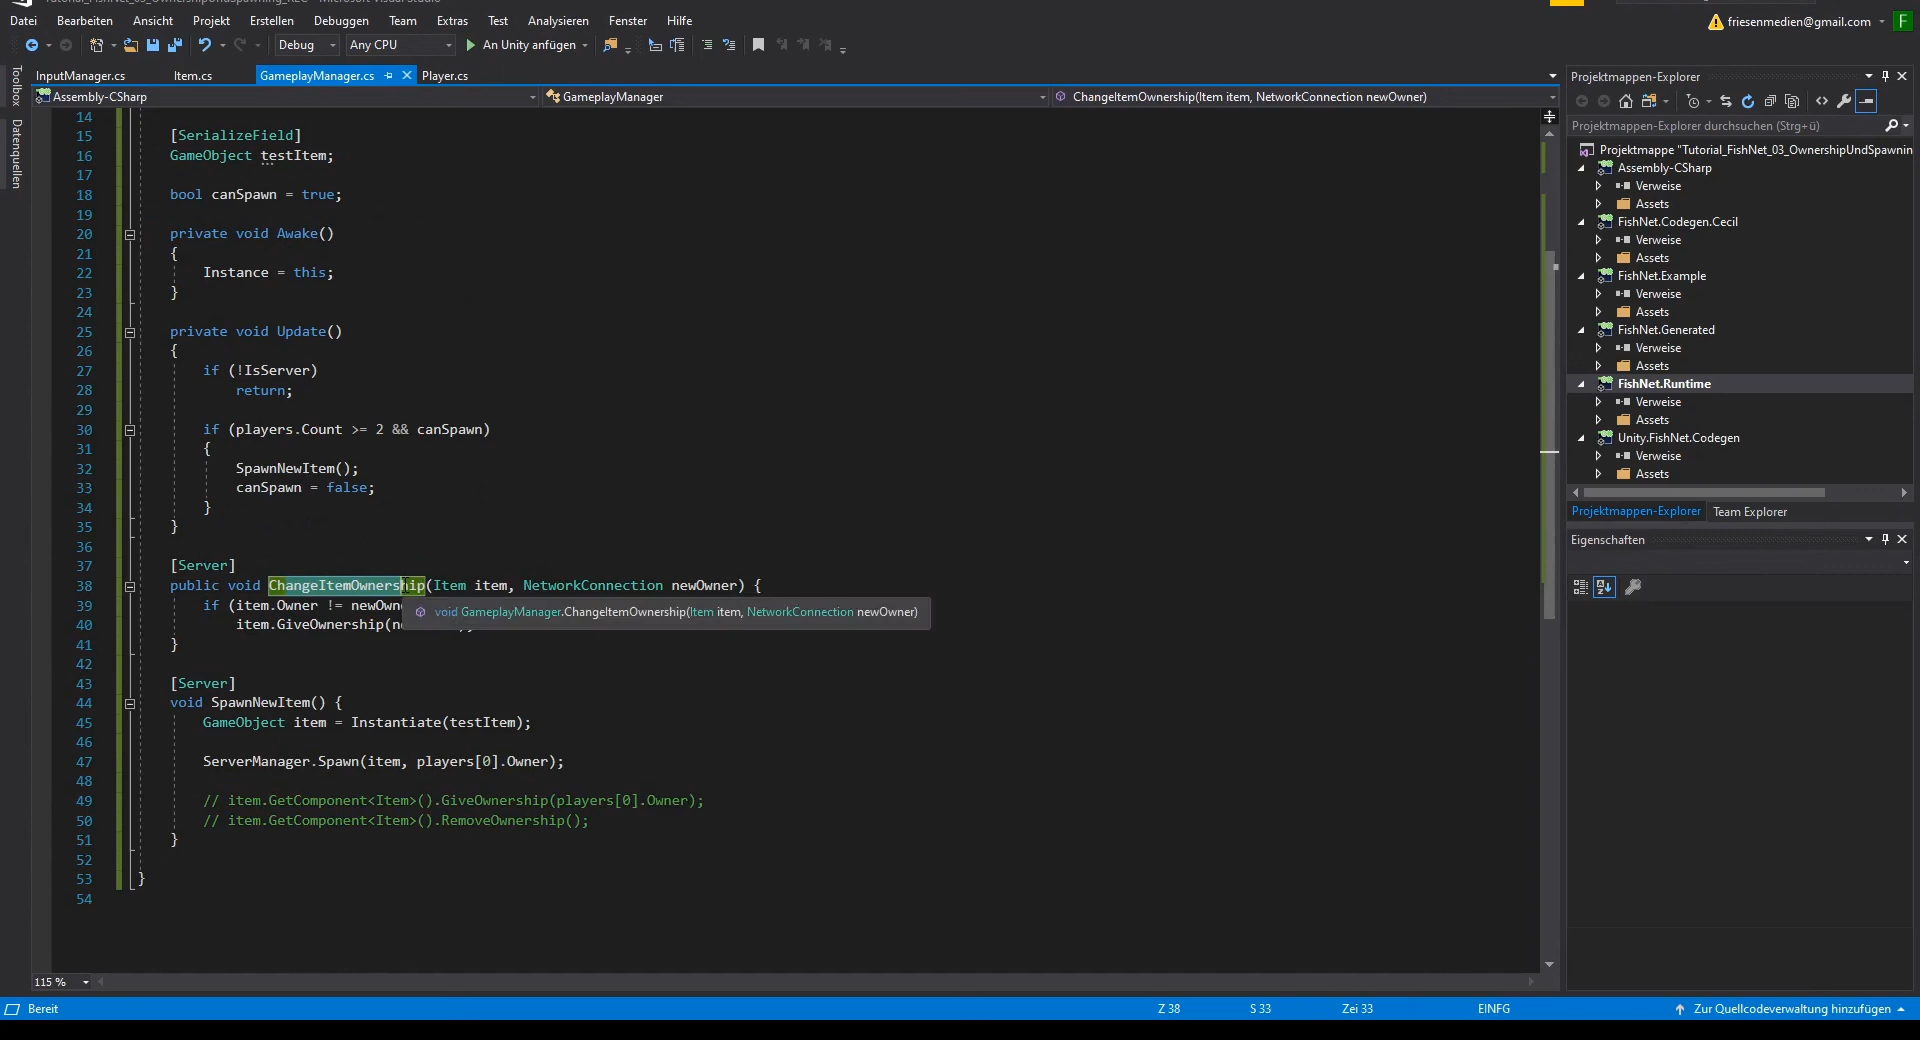 Datei Bearbeiten Ansicht Projekt Erstellen Debuggen Team Extras Test Analysieren Fenster Hilfe
friesenmedien@gmail.com F
Debug Any CPU An Unity anfügen
InputManager.cs Item.cs GameplayManager.cs Player.cs
Assembly-CSharp GameplayManager ChangeItemOwnership(Item item, NetworkConnection newOwner)
Toolbox
Datenquellen
14
15 [SerializeField]
16 GameObject testItem;
17
18 bool canSpawn = true;
19
20 private void Awake()
21 {
22 Instance = this;
23 }
24
25 private void Update()
26 {
27 if (!IsServer)
28 return;
29
30 if (players.Count >= 2 && canSpawn)
31 {
32 SpawnNewItem();
33 canSpawn = false;
34 }
35 }
36
37 [Server]
38 public void ChangeItemOwnership(Item item, NetworkConnection newOwner) {
39 if (item.Owner != newOwn
void GameplayManager.ChangeItemOwnership(Item item, NetworkConnection newOwner)
40 item.GiveOwnership(
41 }
42
43 [Server]
44 void SpawnNewItem() {
45 GameObject item = Instantiate(testItem);
46
47 ServerManager.Spawn(item, players[0].Owner);
48
49 // item.GetComponent<Item>().GiveOwnership(players[0].Owner);
50 // item.GetComponent<Item>().RemoveOwnership();
51 }
52
53 }
54
115 %
Projektmappen-Explorer
Projektmappen-Explorer durchsuchen (Strg+ü)
Projektmappe "Tutorial_FishNet_03_OwnershipUndSpawnin
Assembly-CSharp
Verweise
Assets
FishNet.Codegen.Cecil
Verweise
Assets
FishNet.Example
Verweise
Assets
FishNet.Generated
Verweise
Assets
FishNet.Runtime
Verweise
Assets
Unity.FishNet.Codegen
Verweise
Assets
Projektmappen-Explorer Team Explorer
Eigenschaften
Bereit Z 38 S 33 Zei 33 EINFG Zur Quellcodeverwaltung hinzufügen